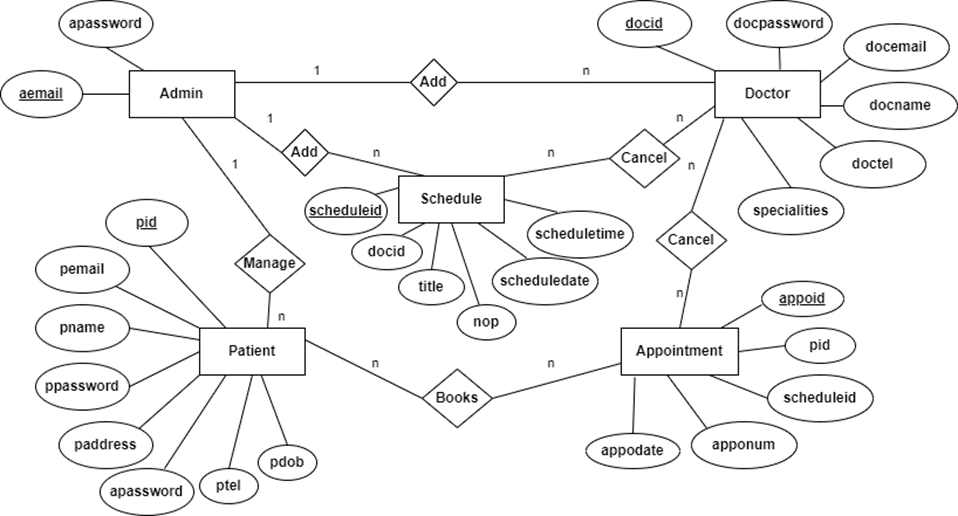 apassword
docid
docpassword
docemail
aemail
Admin
1
Add
n
Doctor
docname
1
Add
n
n
Cancel
n
doctel
1
n
Schedule
scheduleid
specialities
pid
docid
scheduletime
Cancel
pemail
Manage
title
scheduledate
n
appoid
n
nop
pname
Patient
Appointment
pid
n
n
ppassword
Books
scheduleid
paddress
appodate
apponum
pdob
apassword
ptel